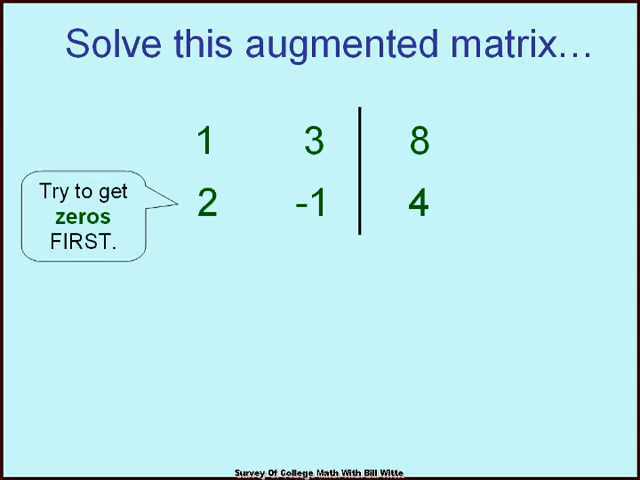 Solve this augmented matrix...
1 3 8
Try to get
zeros
FIRST.
2 -1 4
Survey Of College Math With Bill Witte